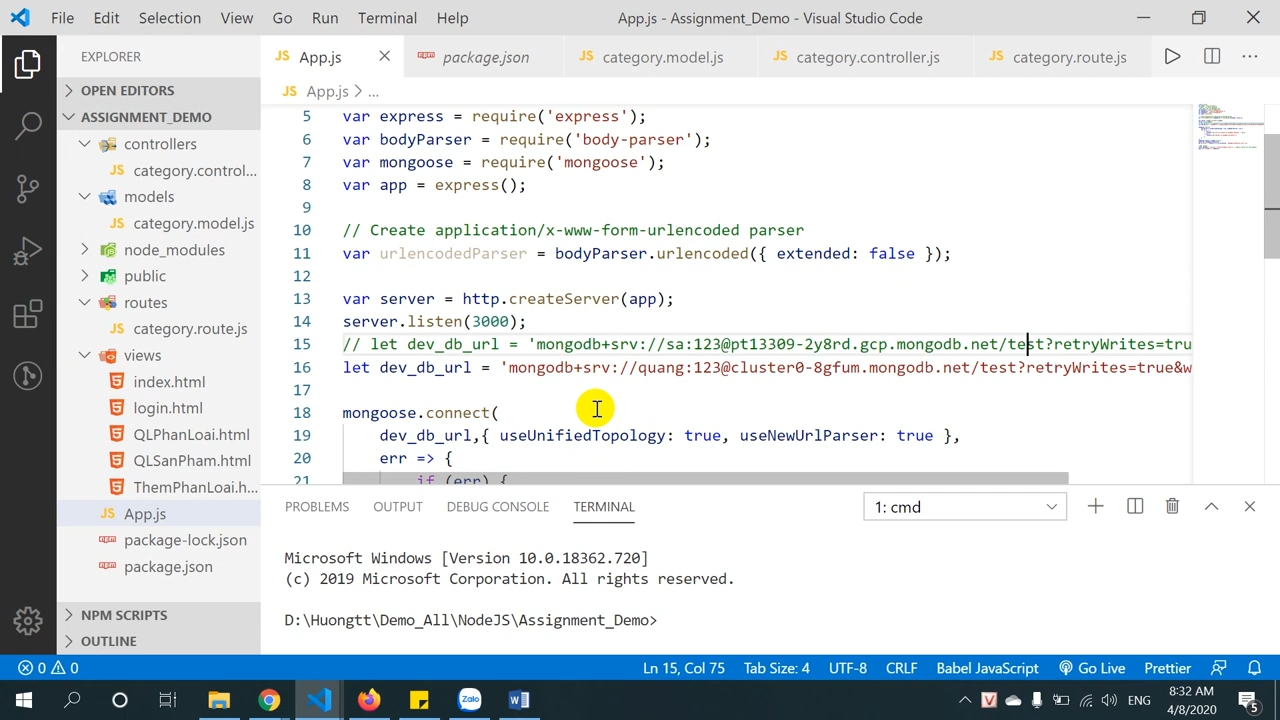 File Edit Selection View Go Run Terminal Help App.js - Assignment_Demo - Visual Studio Code
EXPLORER
OPEN EDITORS
ASSIGNMENT_DEMO
controllers
category.control...
models
category.model.js
node_modules
public
routes
category.route.js
views
index.html
login.html
QLPhanLoai.html
QLSanPham.html
ThemPhanLoai.h...
App.js
package-lock.json
package.json
NPM SCRIPTS
OUTLINE
JS App.js npm package.json JS category.model.js JS category.controller.js JS category.route.js
JS App.js > ...
5 var express = require('express');
6 var bodyParser = require('body-parser');
7 var mongoose = require('mongoose');
8 var app = express();
9
10 // Create application/x-www-form-urlencoded parser
11 var urlencodedParser = bodyParser.urlencoded({ extended: false });
12
13 var server = http.createServer(app);
14 server.listen(3000);
15 // let dev_db_url = 'mongodb+srv://sa:123@pt13309-2y8rd.gcp.mongodb.net/test?retryWrites=tru
16 let dev_db_url = 'mongodb+srv://quang:123@cluster0-8gfum.mongodb.net/test?retryWrites=true&w
17
18 mongoose.connect(
19 dev_db_url,{ useUnifiedTopology: true, useNewUrlParser: true },
20 err => {
21 if (err) {
PROBLEMS OUTPUT DEBUG CONSOLE TERMINAL 1: cmd
Microsoft Windows [Version 10.0.18362.720]
(c) 2019 Microsoft Corporation. All rights reserved.
D:\Huongtt\Demo_All\NodeJS\Assignment_Demo>
0 0 Ln 15, Col 75 Tab Size: 4 UTF-8 CRLF Babel JavaScript Go Live Prettier
Zalo W V ENG 8:32 AM
4/8/2020 5